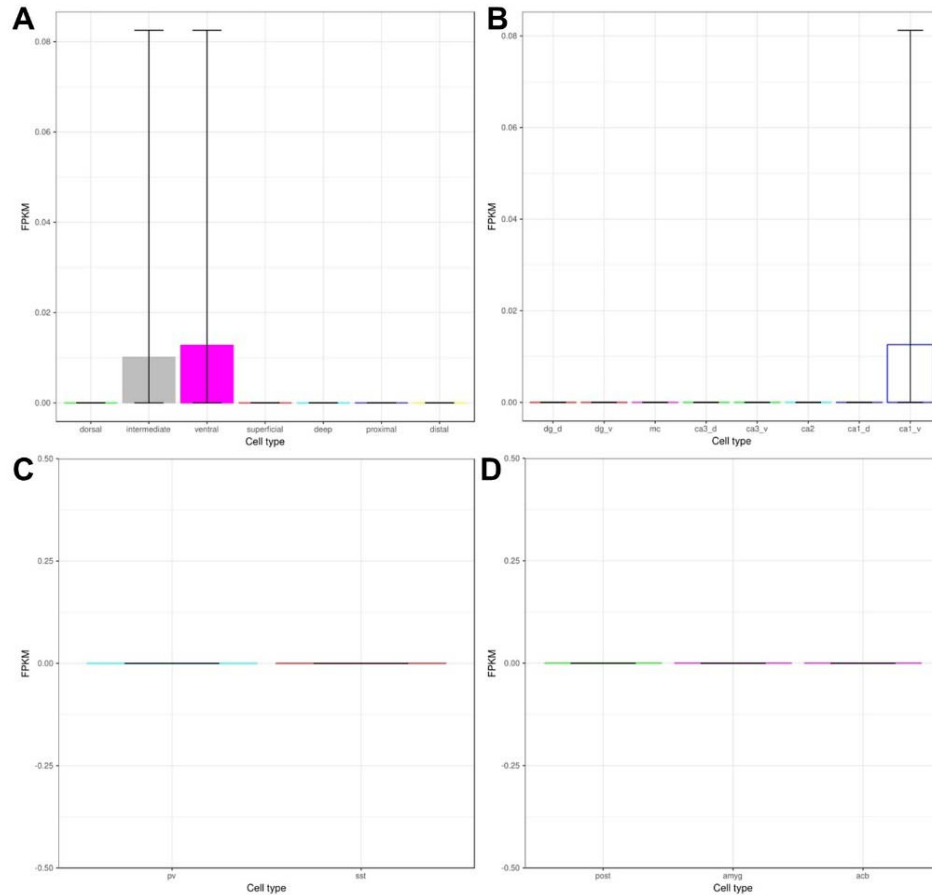 A
0.08
0.06
FPKM
0.04
0.02
0.00
dorsal intermediate ventral superficial deep proximal distal
Cell type
B
0.08
0.06
FPKM
0.04
0.02
0.00
dg_d dg_v mc ca3_d ca3_v ca2 ca1_d ca1_v
Cell type
C
0.50
0.25
FPKM
0.00
-0.25
-0.50
pv sst
Cell type
D
0.50
0.25
FPKM
0.00
-0.25
-0.50
post amyg acb
Cell type